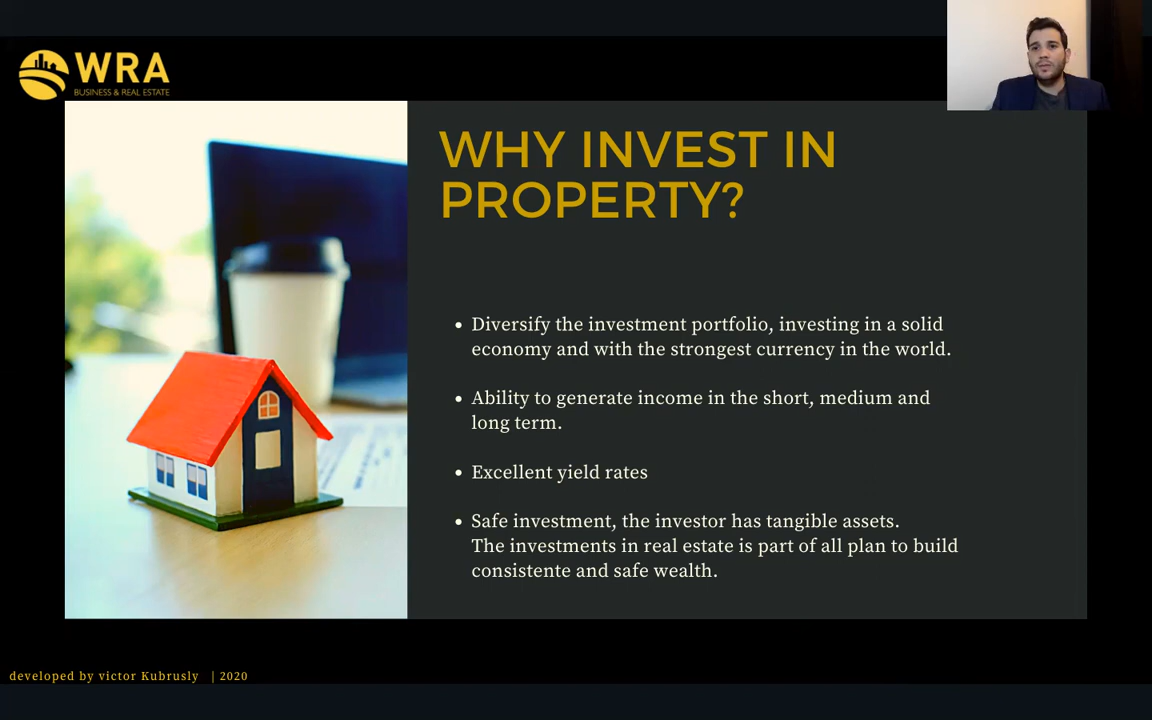 WRA
BUSINESS & REAL ESTATE
WHY INVEST IN
PROPERTY?
• Diversify the investment portfolio, investing in a solid
economy and with the strongest currency in the world.
• Ability to generate income in the short, medium and
long term.
• Excellent yield rates
• Safe investment, the investor has tangible assets.
The investments in real estate is part of all plan to build
consistente and safe wealth.
developed by victor Kubrusly | 2020